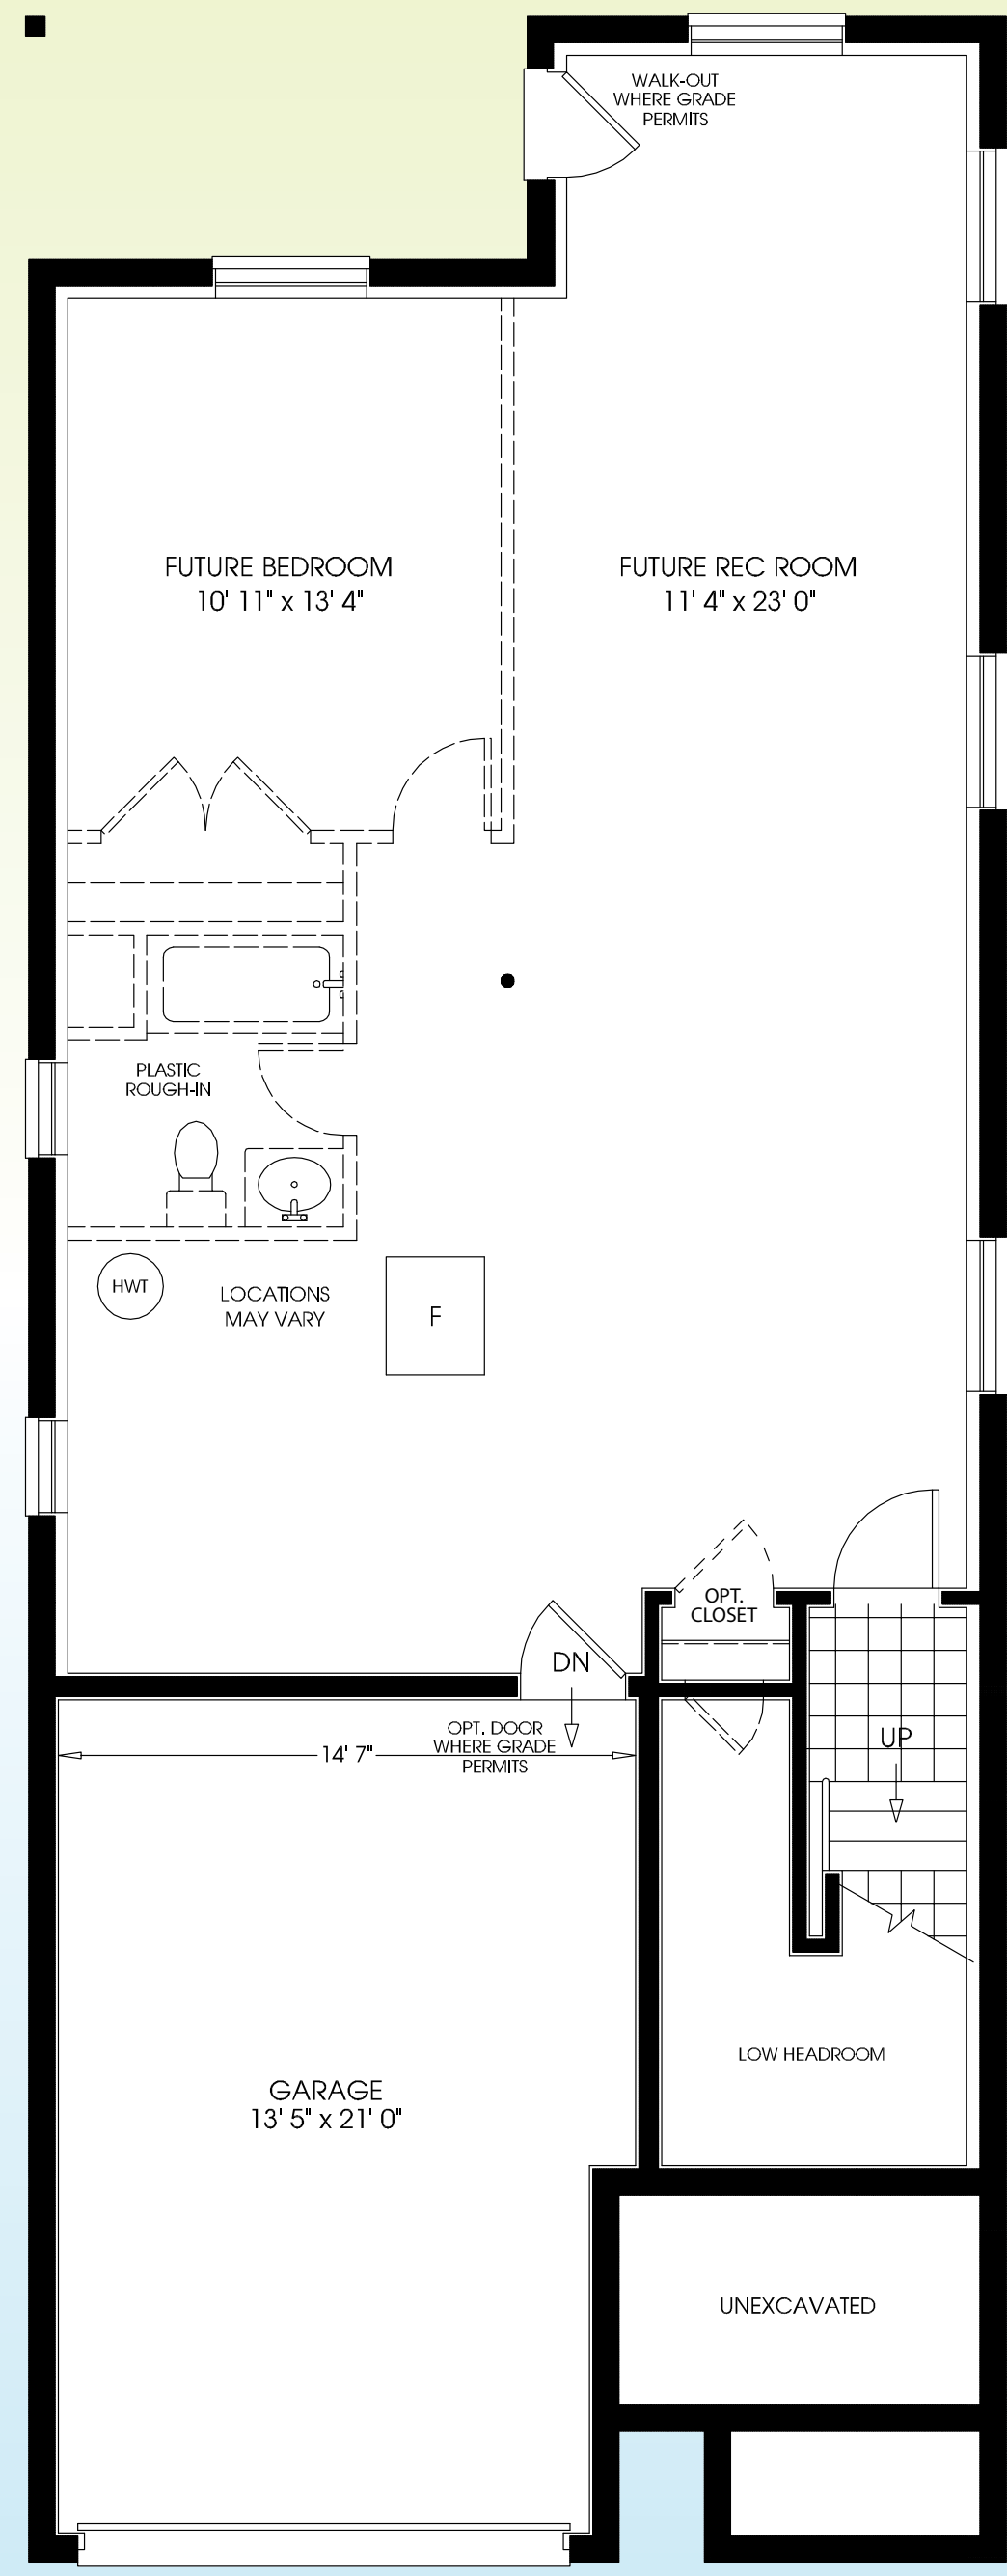 WALK-OUT
WHERE GRADE
PERMITS
FUTURE BEDROOM
10' 11" x 13' 4"
FUTURE REC ROOM
11' 4" x 23' 0"
PLASTIC
ROUGH-IN
HWT
LOCATIONS
MAY VARY
F
OPT.
CLOSET
DN
OPT. DOOR
WHERE GRADE
PERMITS
14' 7"
UP
LOW HEADROOM
GARAGE
13' 5" x 21' 0"
UNEXCAVATED